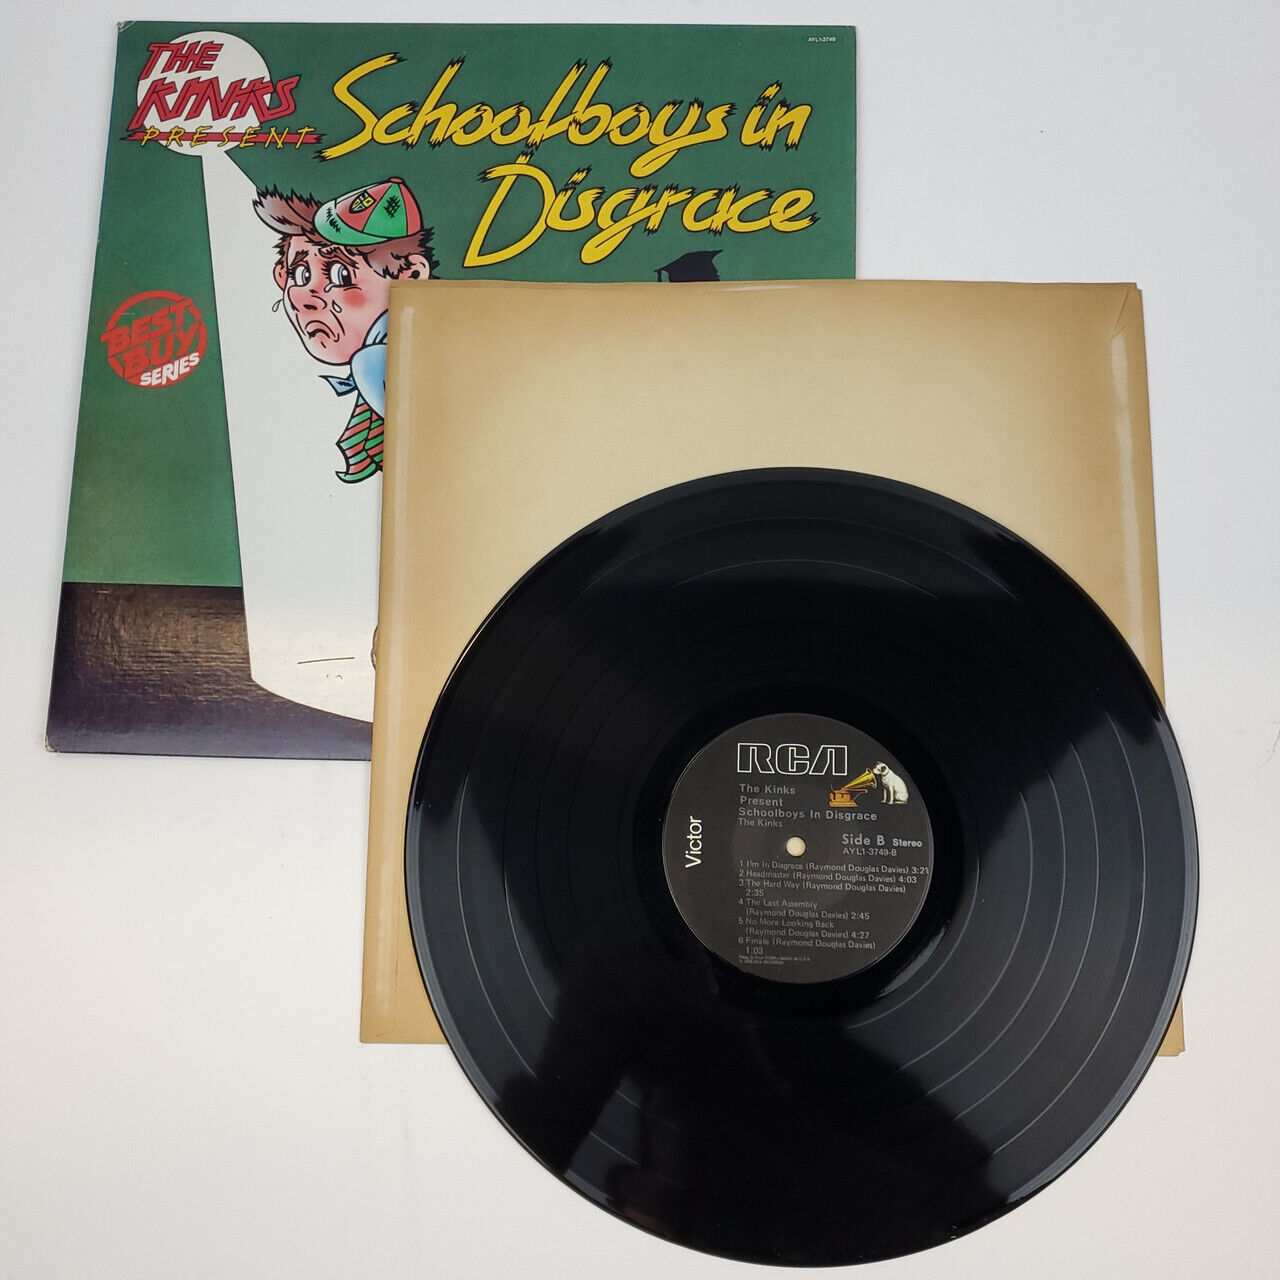 AYL1-3749
THE
KINKS
PRESENT
Schoolboys in
Disgrace
BEST
BUY
SERIES
RCA
The Kinks
Present
Schoolboys In Disgrace
The Kinks
Victor
Side B Stereo
AYL1-3749-B
1 I'm In Disgrace (Raymond Douglas Davies) 3:21
2 Headmaster (Raymond Douglas Davies) 4:03
3 The Hard Way (Raymond Douglas Davies)
2:35
4 The Last Assembly
(Raymond Douglas Davies) 2:45
5 No More Looking Back
(Raymond Douglas Davies) 4:27
6 Finale (Raymond Douglas Davies)
1:03